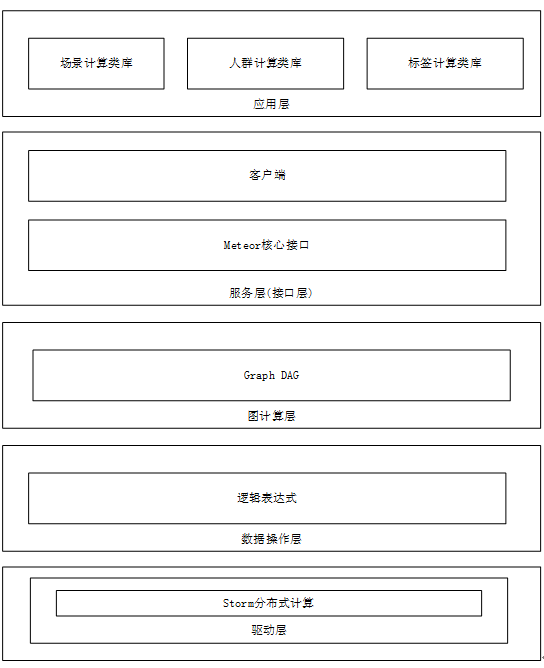 场景计算类库 人群计算类库 标签计算类库
应用层
客户端
Meteor核心接口
服务层(接口层)
Graph DAG
图计算层
逻辑表达式
数据操作层
Storm分布式计算
驱动层